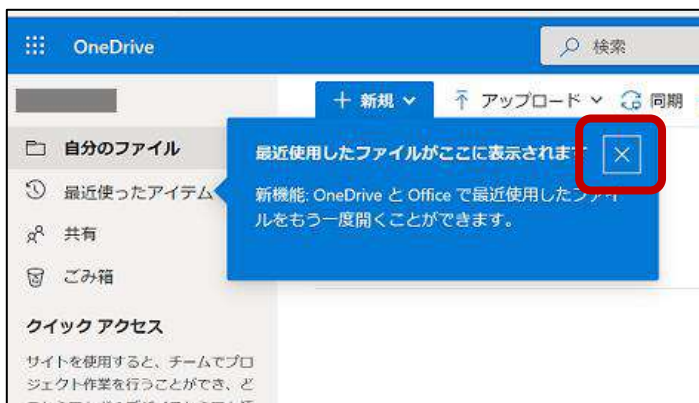 OneDrive
検索
新規
アップロード
同期
自分のファイル
最近使ったアイテム
共有
ごみ箱
最近使用したファイルがここに表示されます
新機能: OneDrive と Office で最近使用したファイ
ルをもう一度開くことができます。
クイック アクセス
サイトを使用すると、チームでプロ
ジェクト作業を行うことができ、ど